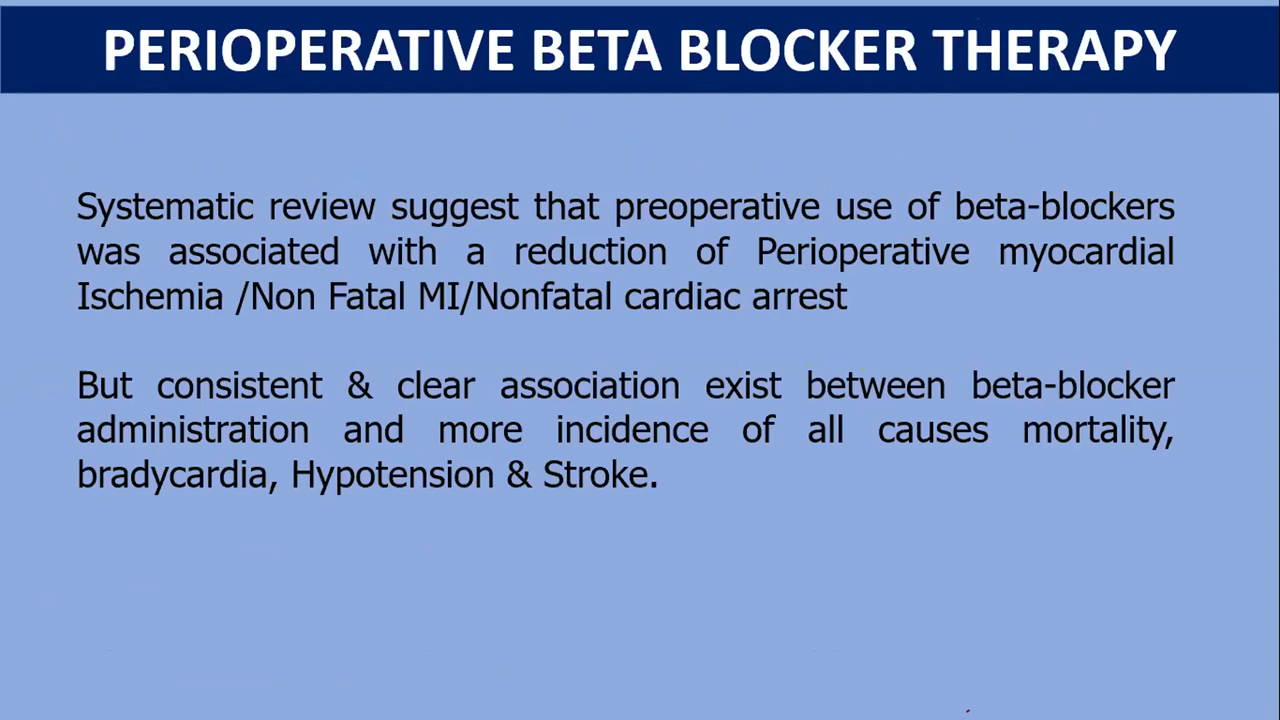 PERIOPERATIVE BETA BLOCKER THERAPY
Systematic review suggest that preoperative use of beta-blockers
was associated with a reduction of Perioperative myocardial
Ischemia /Non Fatal MI/Nonfatal cardiac arrest
But consistent & clear association exist between beta-blocker
administration and more incidence of all causes mortality,
bradycardia, Hypotension & Stroke.